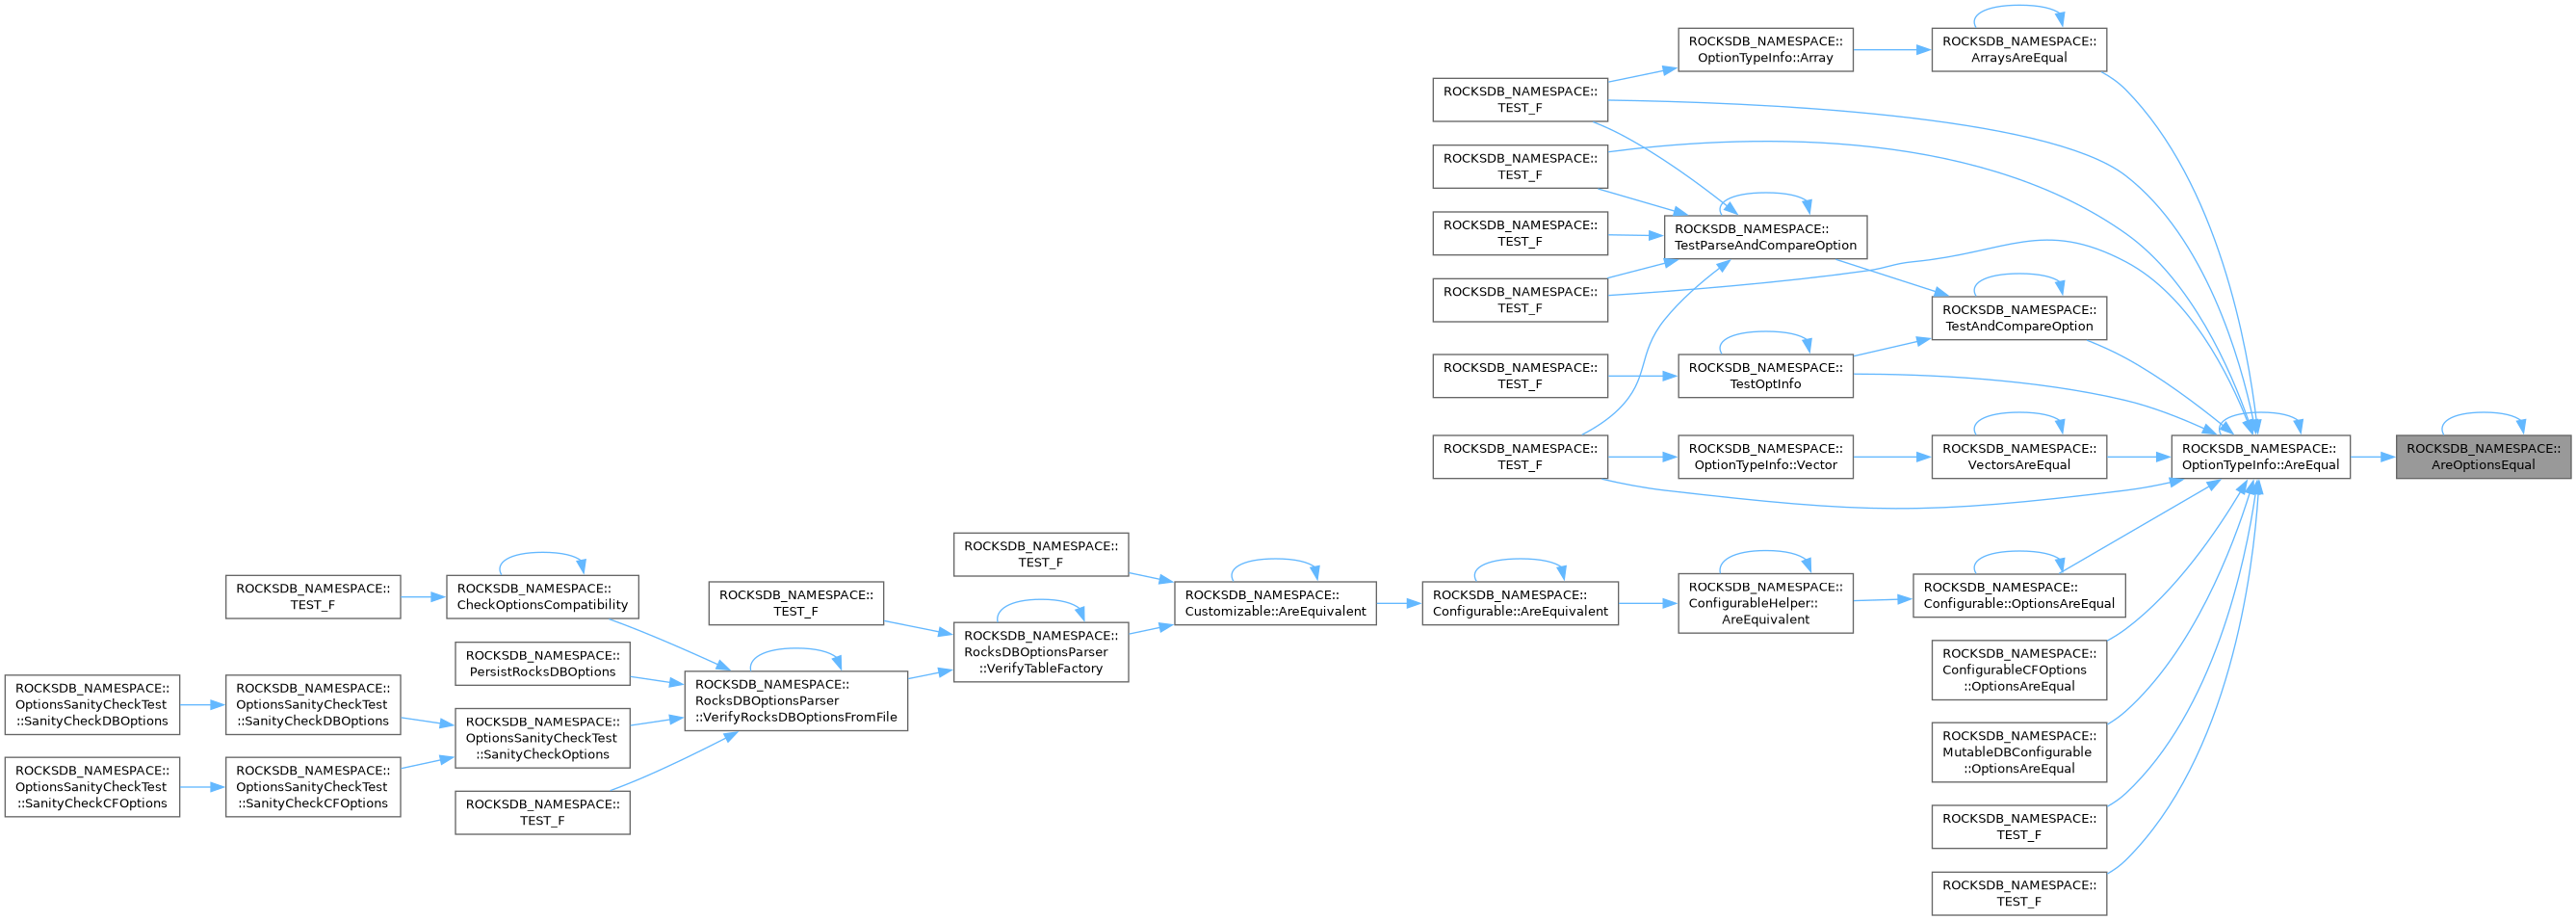 ROCKSDB_NAMESPACE::
OptionTypeInfo::Array
ROCKSDB_NAMESPACE::
ArraysAreEqual
ROCKSDB_NAMESPACE::
TEST_F
ROCKSDB_NAMESPACE::
TEST_F
ROCKSDB_NAMESPACE::
TEST_F
ROCKSDB_NAMESPACE::
TestParseAndCompareOption
ROCKSDB_NAMESPACE::
TEST_F
ROCKSDB_NAMESPACE::
TestAndCompareOption
ROCKSDB_NAMESPACE::
TEST_F
ROCKSDB_NAMESPACE::
TestOptInfo
ROCKSDB_NAMESPACE::
TEST_F
ROCKSDB_NAMESPACE::
OptionTypeInfo::Vector
ROCKSDB_NAMESPACE::
VectorsAreEqual
ROCKSDB_NAMESPACE::
OptionTypeInfo::AreEqual
ROCKSDB_NAMESPACE::
AreOptionsEqual
ROCKSDB_NAMESPACE::
TEST_F
ROCKSDB_NAMESPACE::
CheckOptionsCompatibility
ROCKSDB_NAMESPACE::
TEST_F
ROCKSDB_NAMESPACE::
TEST_F
ROCKSDB_NAMESPACE::
Customizable::AreEquivalent
ROCKSDB_NAMESPACE::
Configurable::AreEquivalent
ROCKSDB_NAMESPACE::
ConfigurableHelper::
AreEquivalent
ROCKSDB_NAMESPACE::
Configurable::OptionsAreEqual
ROCKSDB_NAMESPACE::
PersistRocksDBOptions
ROCKSDB_NAMESPACE::
RocksDBOptionsParser
::VerifyTableFactory
ROCKSDB_NAMESPACE::
ConfigurableCFOptions
::OptionsAreEqual
ROCKSDB_NAMESPACE::
OptionsSanityCheckTest
::SanityCheckDBOptions
ROCKSDB_NAMESPACE::
OptionsSanityCheckTest
::SanityCheckDBOptions
ROCKSDB_NAMESPACE::
RocksDBOptionsParser
::VerifyRocksDBOptionsFromFile
ROCKSDB_NAMESPACE::
OptionsSanityCheckTest
::SanityCheckOptions
ROCKSDB_NAMESPACE::
MutableDBConfigurable
::OptionsAreEqual
ROCKSDB_NAMESPACE::
OptionsSanityCheckTest
::SanityCheckCFOptions
ROCKSDB_NAMESPACE::
OptionsSanityCheckTest
::SanityCheckCFOptions
ROCKSDB_NAMESPACE::
TEST_F
ROCKSDB_NAMESPACE::
TEST_F
ROCKSDB_NAMESPACE::
TEST_F